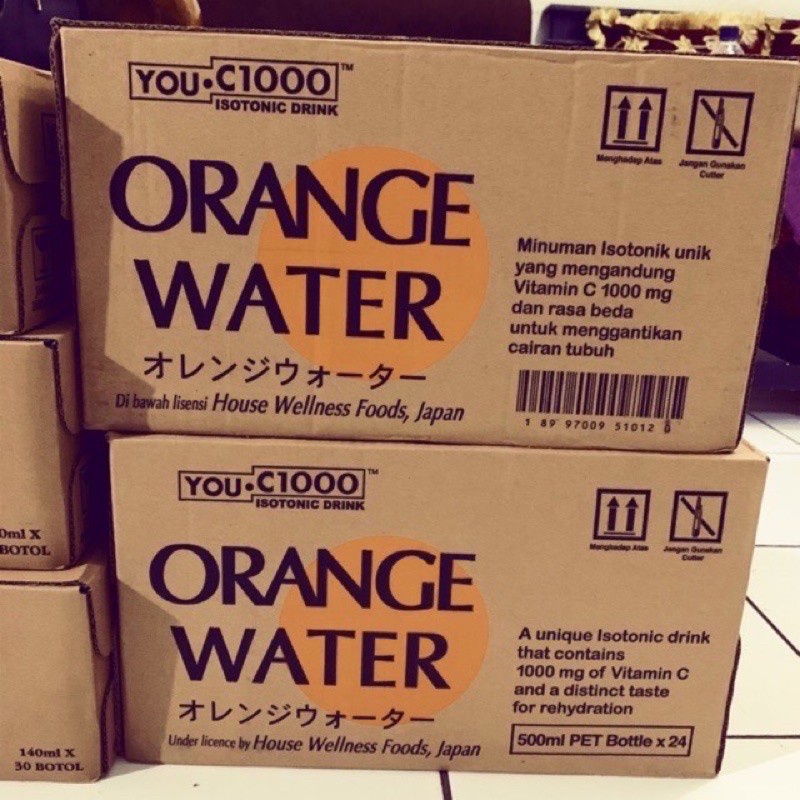 YOU•C1000™
ISOTONIC DRINK
Menghadap Atas
Jangan Gunakan
Cutter
ORANGE
WATER
オレンジウォーター
Di bawah lisensi House Wellness Foods, Japan
Minuman Isotonik unik
yang mengandung
Vitamin C 1000 mg
dan rasa beda
untuk menggantikan
cairan tubuh
1 89 97009 51012
YOU•C1000™
ISOTONIC DRINK
Menghadap Atas
Jangan Gunakan
Cutter
ORANGE
WATER
オレンジウォーター
Under licence by House Wellness Foods, Japan
A unique Isotonic drink
that contains
1000 mg of Vitamin C
and a distinct taste
for rehydration
500ml PET Bottle x 24
0ml X
BOTOL
140ml X
30 BOTOL